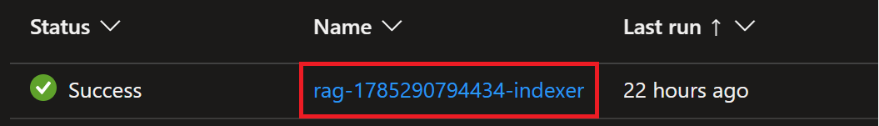 Status Name Last run ↑
Success rag-1785290794434-indexer 22 hours ago